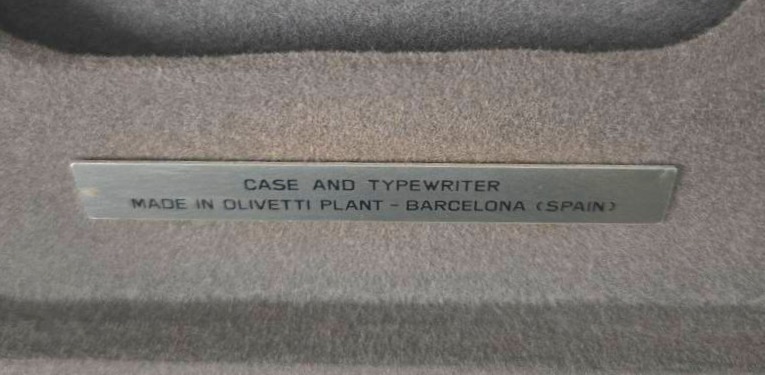 CASE AND TYPEWRITER
MADE IN OLIVETTI PLANT - BARCELONA (SPAIN)